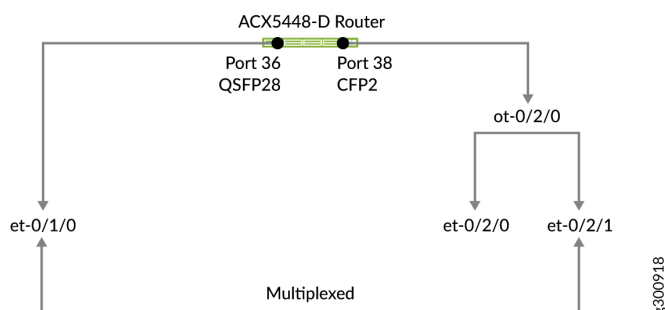 ACX5448-D Router
Port 36
QSFP28
Port 38
CFP2
ot-0/2/0
et-0/1/0
et-0/2/0
et-0/2/1
Multiplexed
g300918